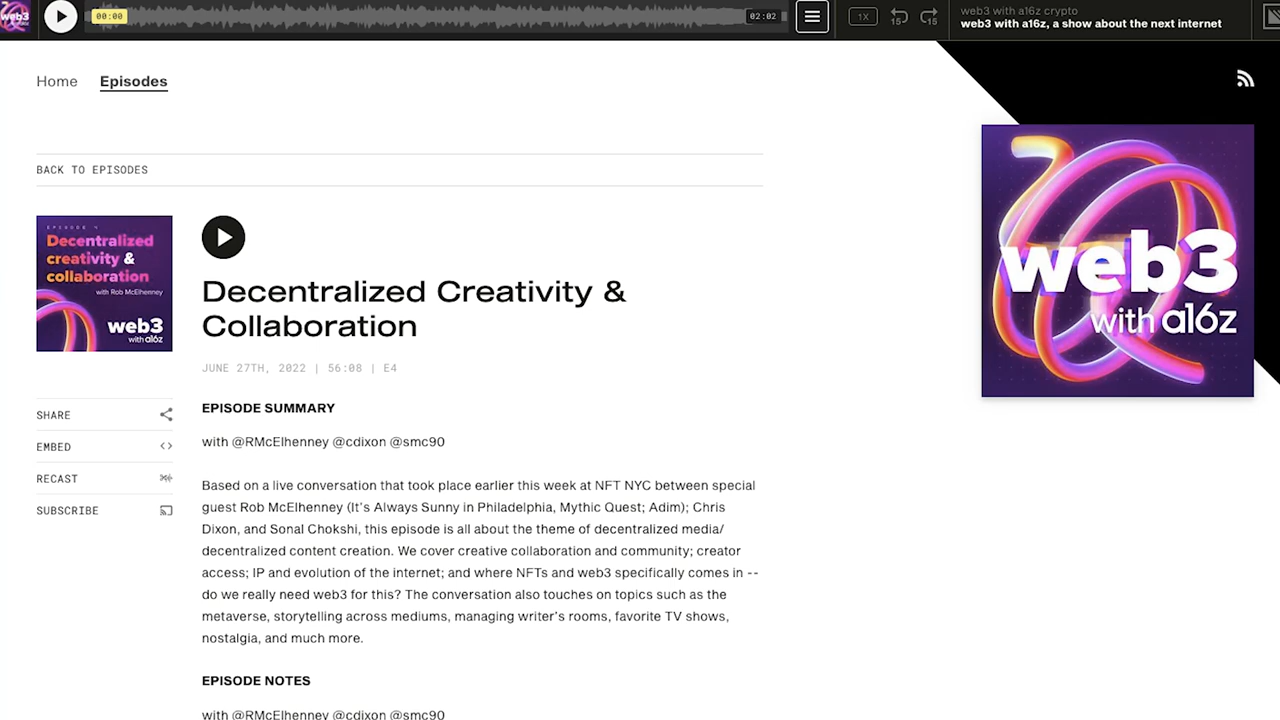 web3
00:00
02:02
1X
15
15
web3 with a16z crypto
web3 with a16z, a show about the next internet
Home
Episodes
BACK TO EPISODES
EPISODE 4
Decentralized
creativity &
collaboration
with Rob McElhenney
web3
with a16z
Decentralized Creativity &
Collaboration
JUNE 27TH, 2022 | 56:08 | E4
SHARE
EMBED
RECAST
SUBSCRIBE
EPISODE SUMMARY
with @RMcElhenney @cdixon @smc90
Based on a live conversation that took place earlier this week at NFT NYC between special
guest Rob McElhenney (It's Always Sunny in Philadelphia, Mythic Quest; Adim); Chris
Dixon, and Sonal Chokshi, this episode is all about the theme of decentralized media/
decentralized content creation. We cover creative collaboration and community; creator
access; IP and evolution of the internet; and where NFTs and web3 specifically comes in --
do we really need web3 for this? The conversation also touches on topics such as the
metaverse, storytelling across mediums, managing writer's rooms, favorite TV shows,
nostalgia, and much more.
EPISODE NOTES
with @RMcElhenney @cdixon @smc90
web3
with a16z